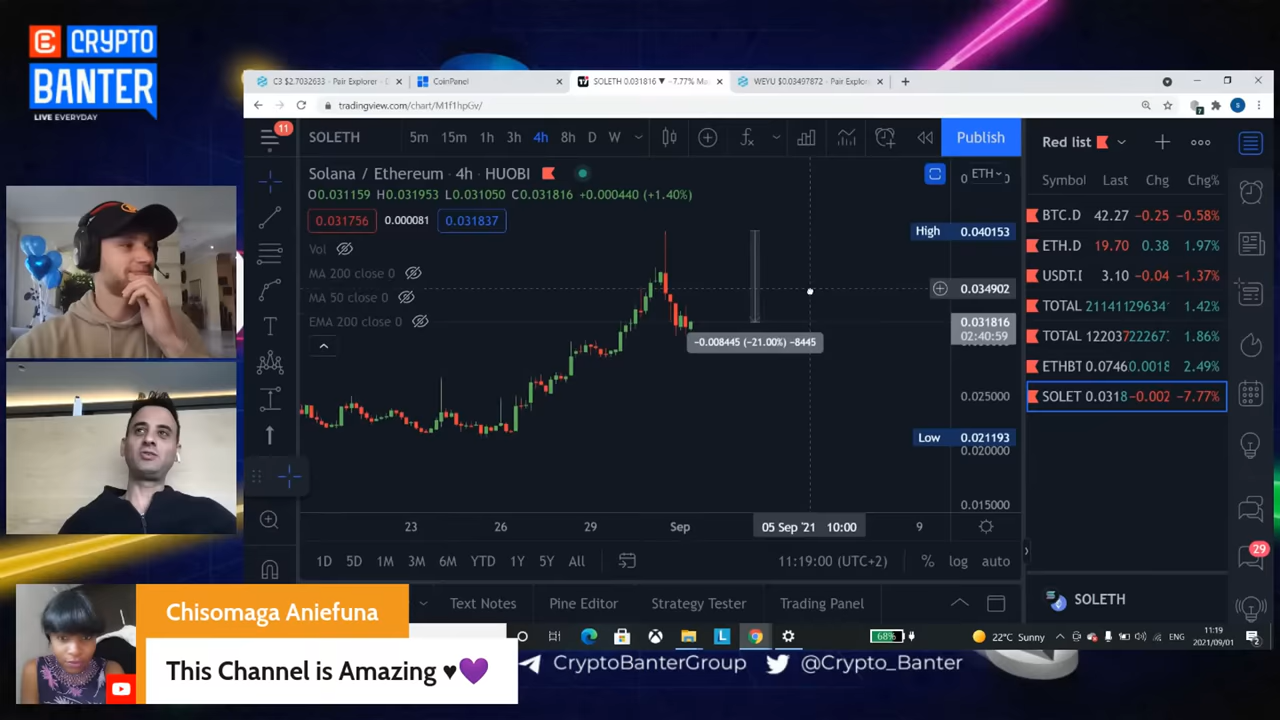 CRYPTO
BANTER
LIVE EVERYDAY
C3 $2.7032633 - Pair Explorer - D
CoinPanel
SOLETH 0.031816 ▼ −7.77%
WEYU $0.03497872 - Pair Explor
tradingview.com/chart/M1f1hpGv/
11
SOLETH
5m 15m 1h 3h 4h 8h D W
Publish
Red list
Solana / Ethereum · 4h · HUOBI
0 ETH 0
Symbol Last Chg Chg%
O0.031159 H0.031953 L0.031050 C0.031816 +0.000440 (+1.40%)
0.031756 0.000081 0.031837
BTC.D 42.27 −0.25 −0.58%
High 0.040153
Vol
ETH.D 19.70 0.38 1.97%
MA 200 close 0
USDT.D 3.10 −0.04 −1.37%
0.034902
MA 50 close 0
TOTAL 21141129634 1.42%
EMA 200 close 0
0.031816
02:40:59
TOTAL 12203722267 1.86%
−0.008445 (−21.00%) −8445
ETHBT 0.0746 0.0018 2.49%
0.025000
SOLET 0.0318 −0.002 −7.77%
Low 0.021193
0.020000
0.015000
23 26 29 Sep 05 Sep '21 10:00 9
1D 5D 1M 3M 6M YTD 1Y 5Y All
11:19:00 (UTC+2)
% log auto
29
Text Notes Pine Editor Strategy Tester Trading Panel
SOLETH
68%
22°C Sunny
ENG
11:19
2021/09/01
Chisomaga Aniefuna
This Channel is Amazing ♥💜
CryptoBanterGroup
@Crypto_Banter